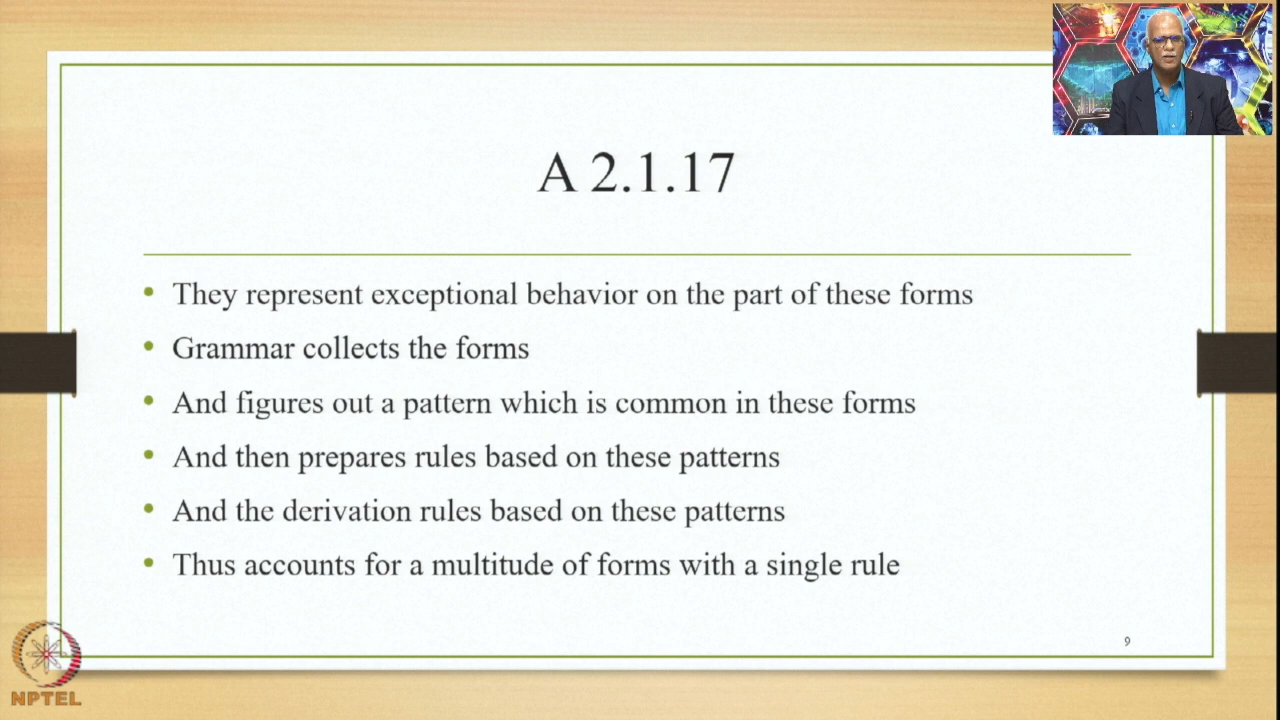 A 2.1.17
• They represent exceptional behavior on the part of these forms
• Grammar collects the forms
• And figures out a pattern which is common in these forms
• And then prepares rules based on these patterns
• And the derivation rules based on these patterns
• Thus accounts for a multitude of forms with a single rule
9
NPTEL